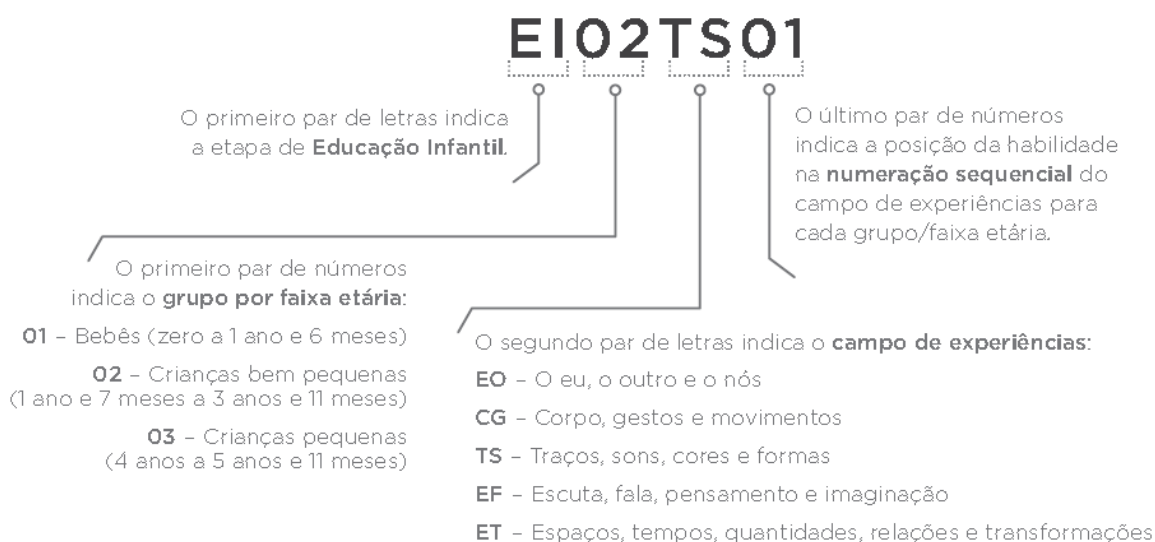 EI02TS01
O primeiro par de letras indica
a etapa de Educação Infantil.
O último par de números
indica a posição da habilidade
na numeração sequencial do
campo de experiências para
cada grupo/faixa etária.
O primeiro par de números
indica o grupo por faixa etária:
01 – Bebês (zero a 1 ano e 6 meses)
02 – Crianças bem pequenas
(1 ano e 7 meses a 3 anos e 11 meses)
03 – Crianças pequenas
(4 anos a 5 anos e 11 meses)
O segundo par de letras indica o campo de experiências:
EO – O eu, o outro e o nós
CG – Corpo, gestos e movimentos
TS – Traços, sons, cores e formas
EF – Escuta, fala, pensamento e imaginação
ET – Espaços, tempos, quantidades, relações e transformações